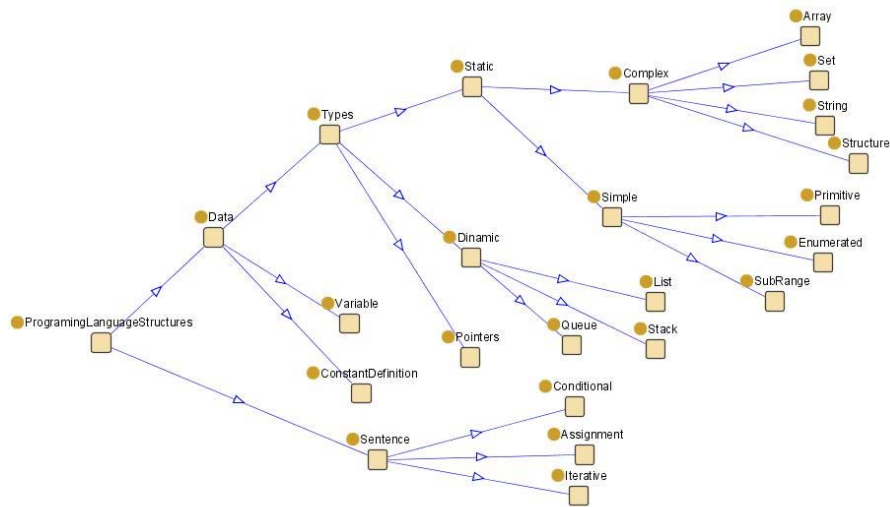 Array
Set
String
Structure
Static
Complex
Types
Simple
Primitive
Enumerated
SubRange
Data
Dinamic
List
Stack
Queue
Variable
Pointers
ProgramingLanguageStructures
ConstantDefinition
Conditional
Sentence
Assignment
Iterative